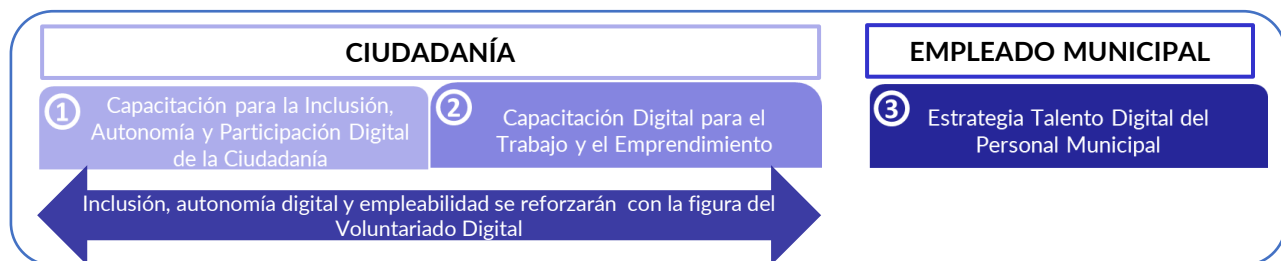 CIUDADANÍA
EMPLEADO MUNICIPAL
1
Capacitación para la Inclusión,
Autonomía y Participación Digital
de la Ciudadanía
2
Capacitación Digital para el
Trabajo y el Emprendimiento
3
Estrategia Talento Digital del
Personal Municipal
Inclusión, autonomía digital y empleabilidad se reforzarán con la figura del
Voluntariado Digital